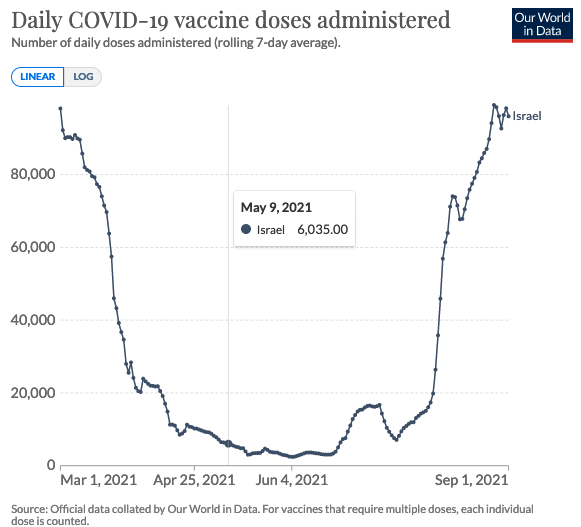 Daily COVID-19 vaccine doses administered
Our World
in Data
Number of daily doses administered (rolling 7-day average).
LINEAR LOG
Israel
80,000
May 9, 2021
Israel 6,035.00
60,000
40,000
20,000
0
Mar 1, 2021 Apr 25, 2021 Jun 4, 2021 Sep 1, 2021
Source: Official data collated by Our World in Data. For vaccines that require multiple doses, each individual
dose is counted.